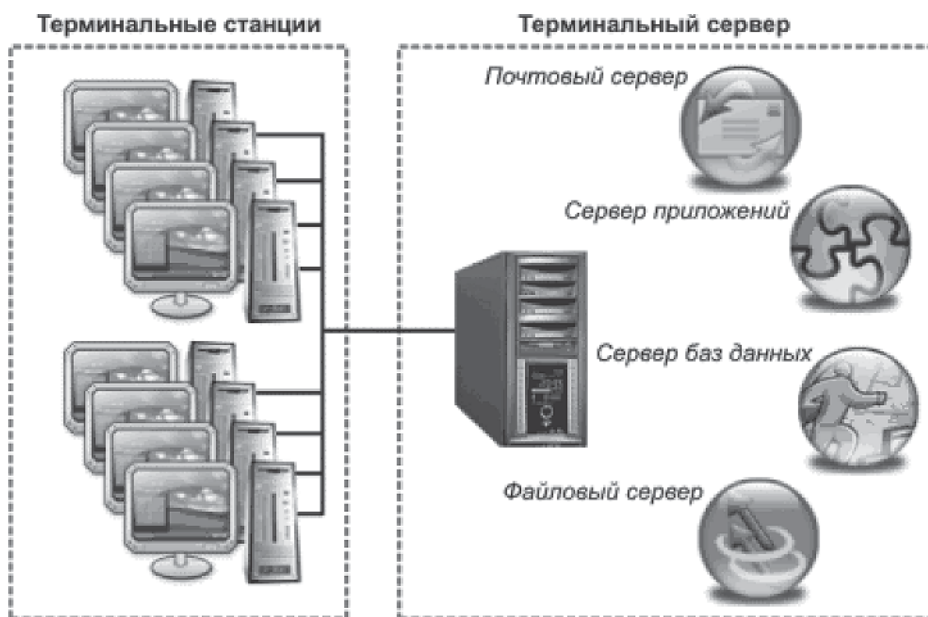 Терминальные станции
Терминальный сервер
Почтовый сервер
Сервер приложений
Сервер баз данных
Файловый сервер